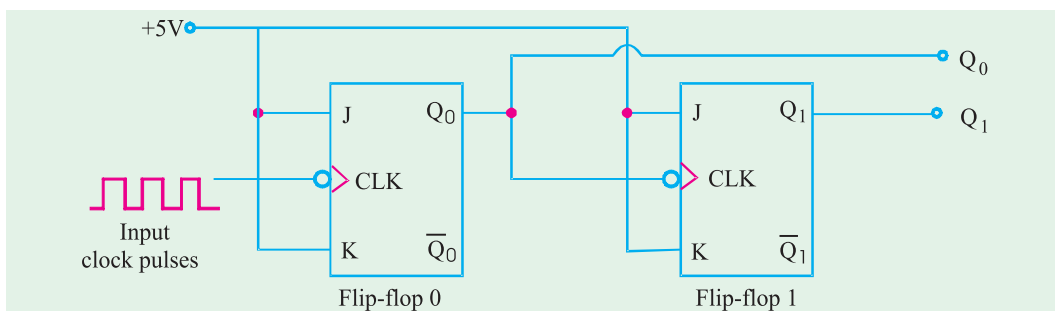 +5V
Q₀
J Q₀ J Q₁ Q₁
CLK CLK
Input
clock pulses
K Q̅₀ K Q̅₁
Flip-flop 0 Flip-flop 1